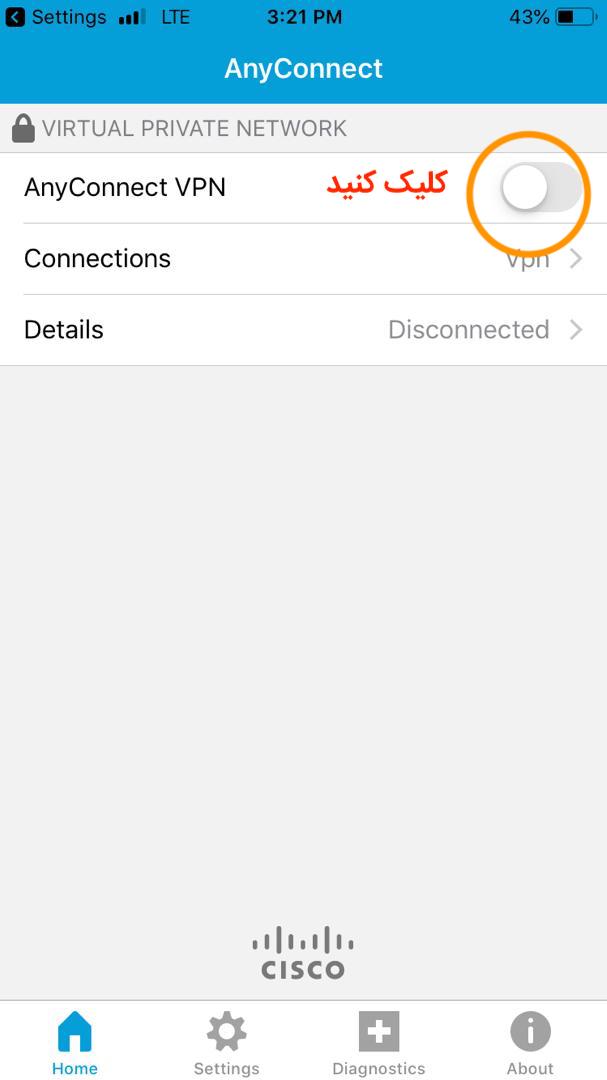 Settings LTE 3:21 PM 43%
AnyConnect
VIRTUAL PRIVATE NETWORK
AnyConnect VPN کلیک کنید
Connections Vpn
Details Disconnected
CISCO
Home Settings Diagnostics About